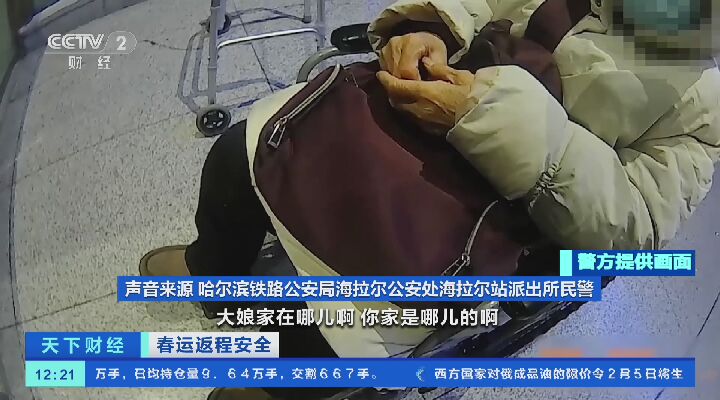 CCTV 2
财经
警方提供画面
声音来源 哈尔滨铁路公安局海拉尔公安处海拉尔站派出所民警
大娘家在哪儿啊 你家是哪儿的啊
天下财经 春运返程安全
12:21 万手,日均持仓量9.64万手,交割667手。 西方国家对俄成品油的限价令2月5日将生